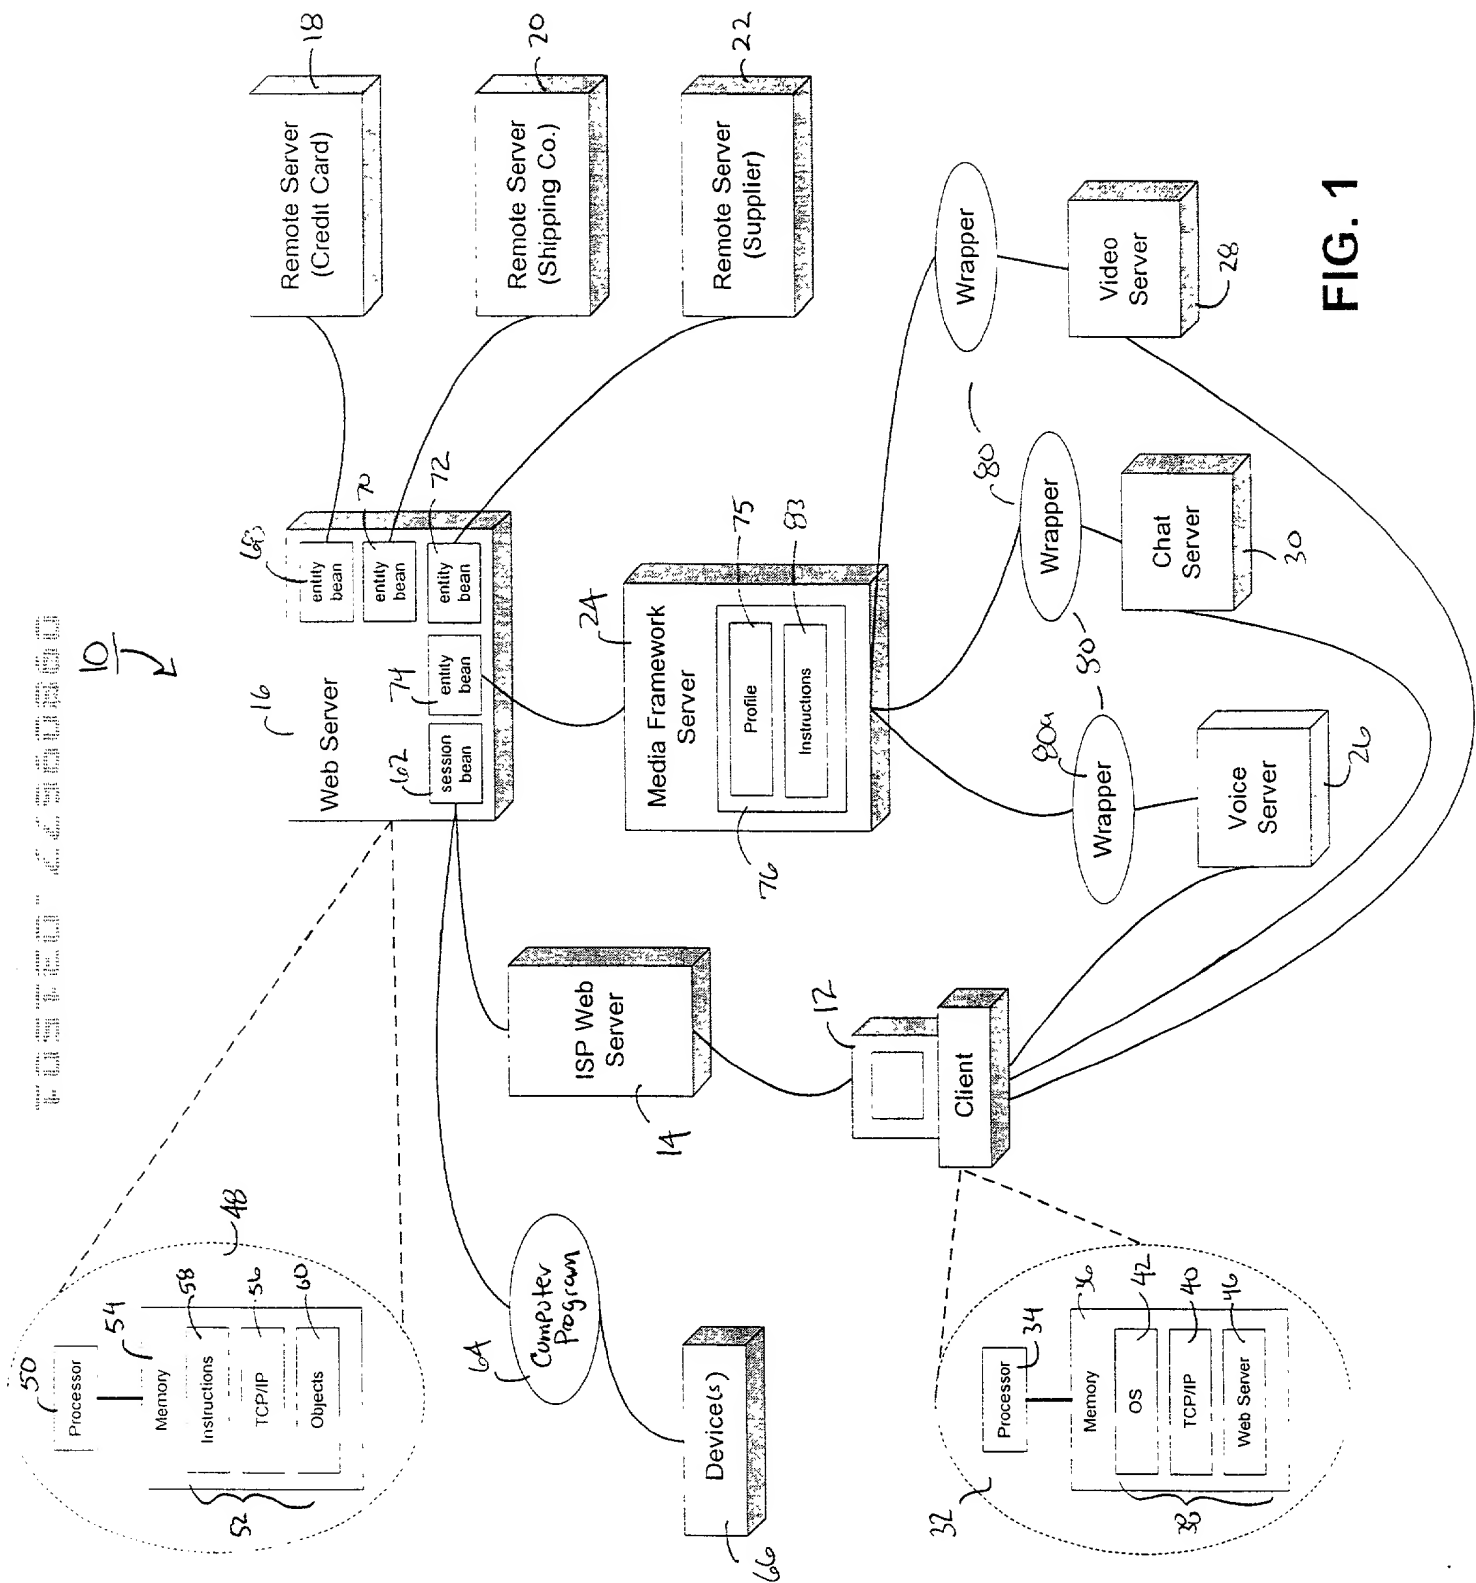 10
16
Web Server
62
session
bean
74
entity
bean
68
entity
bean
70
entity
bean
72
entity
bean
Remote Server
(Credit Card)
18
Remote Server
(Shipping Co.)
20
Remote Server
(Supplier)
22
48
50
Processor
54
Memory
Instructions
58
TCP/IP
56
Objects
60
52
64
Computer
Program
Device(s)
66
ISP Web
Server
14
24
Media Framework
Server
Profile
75
Instructions
83
76
12
Client
32
Processor
34
Memory
36
OS
42
TCP/IP
40
Web Server
46
38
80a
Wrapper
80
Wrapper
80
Wrapper
Voice
Server
26
Chat
Server
30
Video
Server
28
FIG. 1